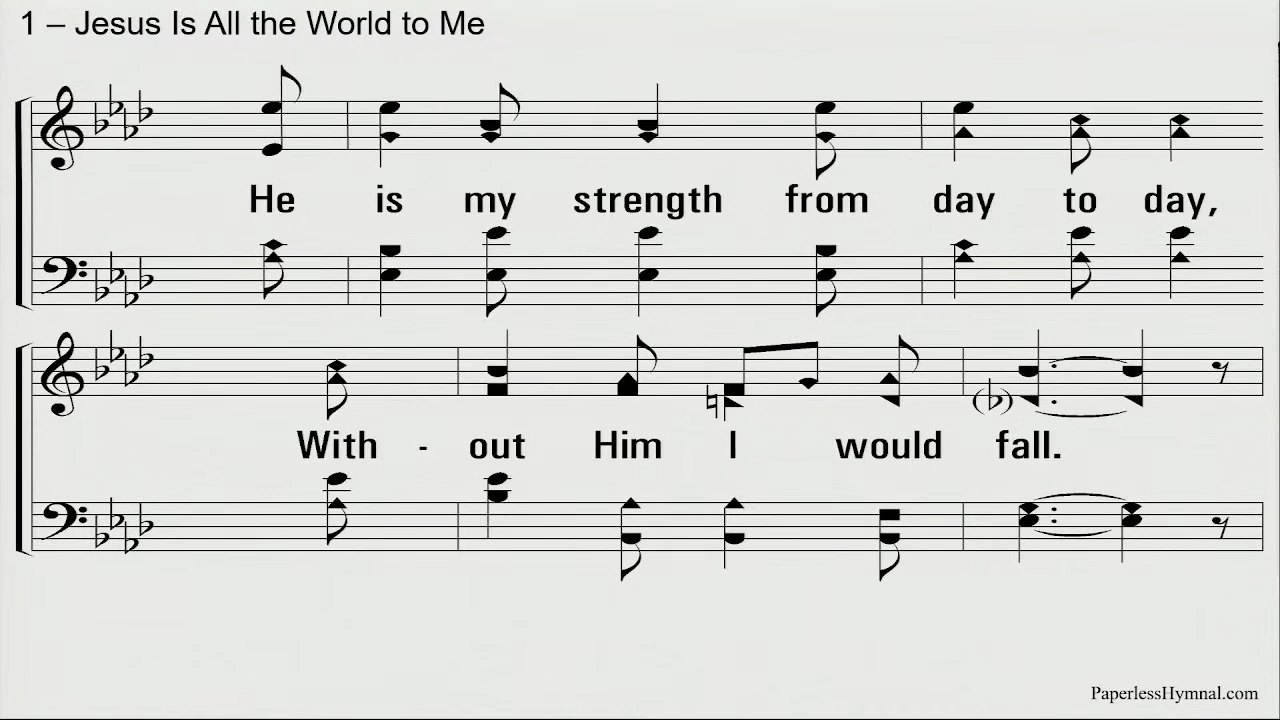 1 – Jesus Is All the World to Me
He is my strength from day to day,
With - out Him I would fall.
PaperlessHymnal.com